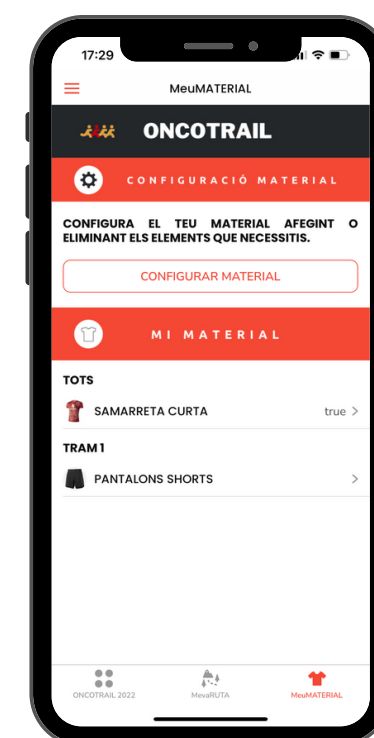 17:29
MeuMATERIAL
ONCOTRAIL
CONFIGURACIÓ MATERIAL
CONFIGURA EL TEU MATERIAL AFEGINT O
ELIMINANT ELS ELEMENTS QUE NECESSITIS.
CONFIGURAR MATERIAL
MI MATERIAL
TOTS
SAMARRETA CURTA true >
TRAM 1
PANTALONS SHORTS >
ONCOTRAIL 2022 MevaRUTA MeuMATERIAL